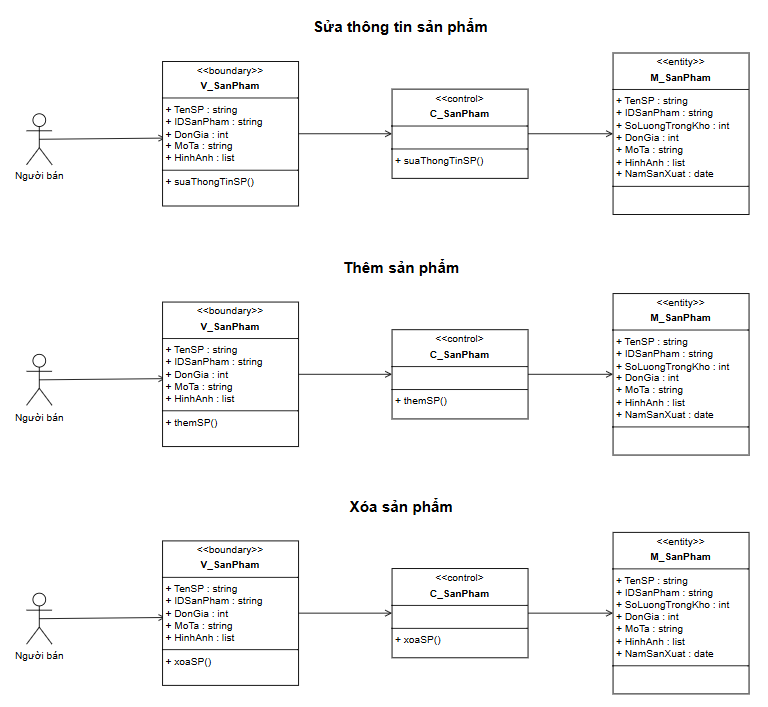 Sửa thông tin sản phẩm
Người bán
<<boundary>>
V_SanPham
+ TenSP : string
+ IDSanPham : string
+ DonGia : int
+ MoTa : string
+ HinhAnh : list
+ suaThongTinSP()
<<control>
C_SanPham
+ suaThongTinSP()
<<entity>>
M_SanPham
+ TenSP : string
+ IDSanPham : string
+ SoLuongTrongKho : int
+ DonGia : int
+ MoTa : string
+ HinhAnh : list
+ NamSanXuat : date
Thêm sản phẩm
Người bán
<<boundary>>
V_SanPham
+ TenSP : string
+ IDSanPham : string
+ DonGia : int
+ MoTa : string
+ HinhAnh : list
+ themSP()
<<control>
C_SanPham
+ themSP()
<<entity>>
M_SanPham
+ TenSP : string
+ IDSanPham : string
+ SoLuongTrongKho : int
+ DonGia : int
+ MoTa : string
+ HinhAnh : list
+ NamSanXuat : date
Xóa sản phẩm
Người bán
<<boundary>>
V_SanPham
+ TenSP : string
+ IDSanPham : string
+ DonGia : int
+ MoTa : string
+ HinhAnh : list
+ xoaSP()
<<control>
C_SanPham
+ xoaSP()
<<entity>>
M_SanPham
+ TenSP : string
+ IDSanPham : string
+ SoLuongTrongKho : int
+ DonGia : int
+ MoTa : string
+ HinhAnh : list
+ NamSanXuat : date